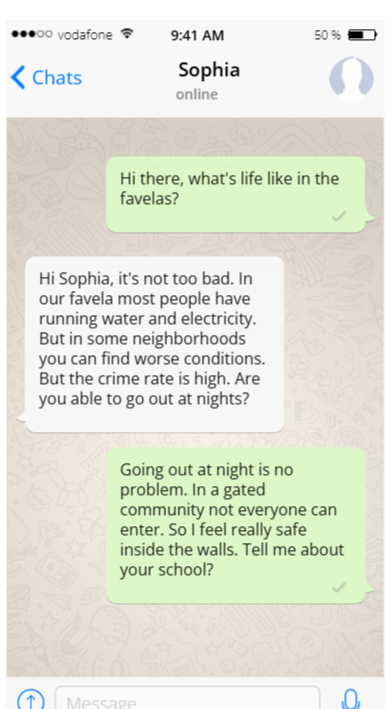 vodafone 9:41 AM 50 %
Chats Sophia
online
Hi there, what's life like in the
favelas?
Hi Sophia, it's not too bad. In
our favela most people have
running water and electricity.
But in some neighborhoods
you can find worse conditions.
But the crime rate is high. Are
you able to go out at nights?
Going out at night is no
problem. In a gated
community not everyone can
enter. So I feel really safe
inside the walls. Tell me about
your school?
Message